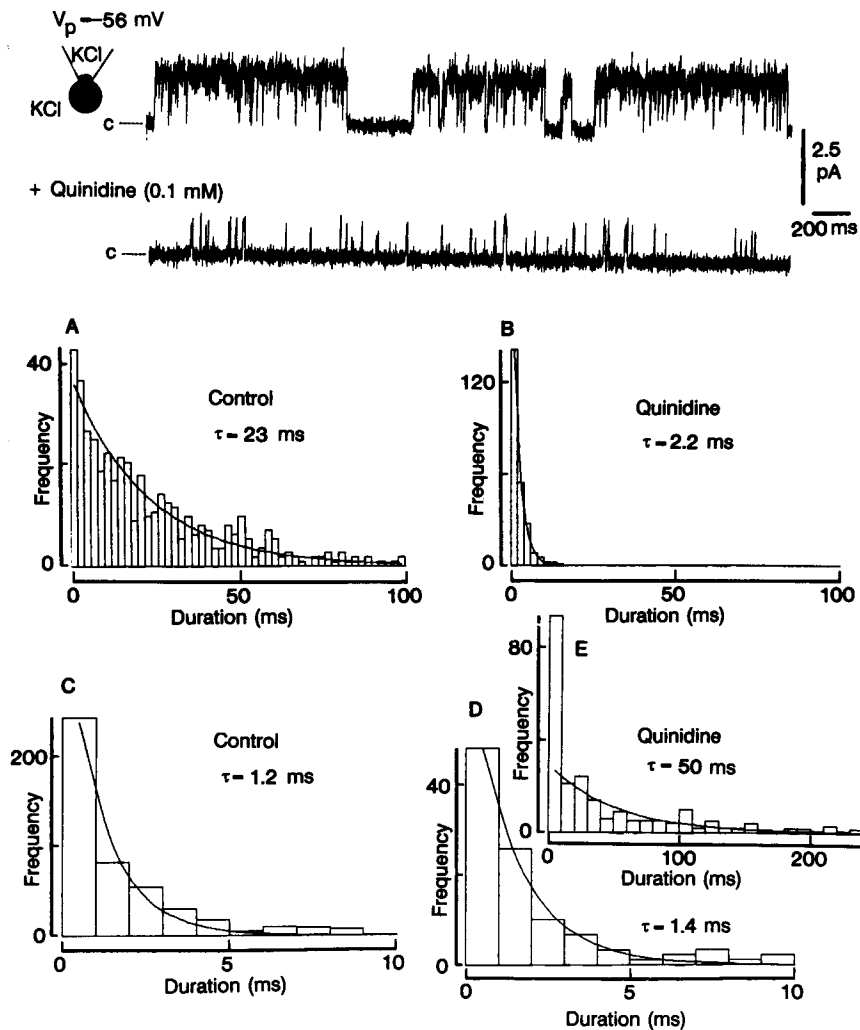 Vp=-56 mV
KCl
KCl
c
2.5
pA
200 ms
+ Quinidine (0.1 mM)
c
A
40
Control
τ= 23 ms
Frequency
0
0 50 100
Duration (ms)
B
120
Quinidine
τ=2.2 ms
Frequency
0
0 50 100
Duration (ms)
C
200
Control
τ= 1.2 ms
Frequency
0
0 5 10
Duration (ms)
E
80
Quinidine
τ= 50 ms
Frequency
0
0 100 200
Duration (ms)
D
40
τ=1.4 ms
Frequency
0
0 5 10
Duration (ms)